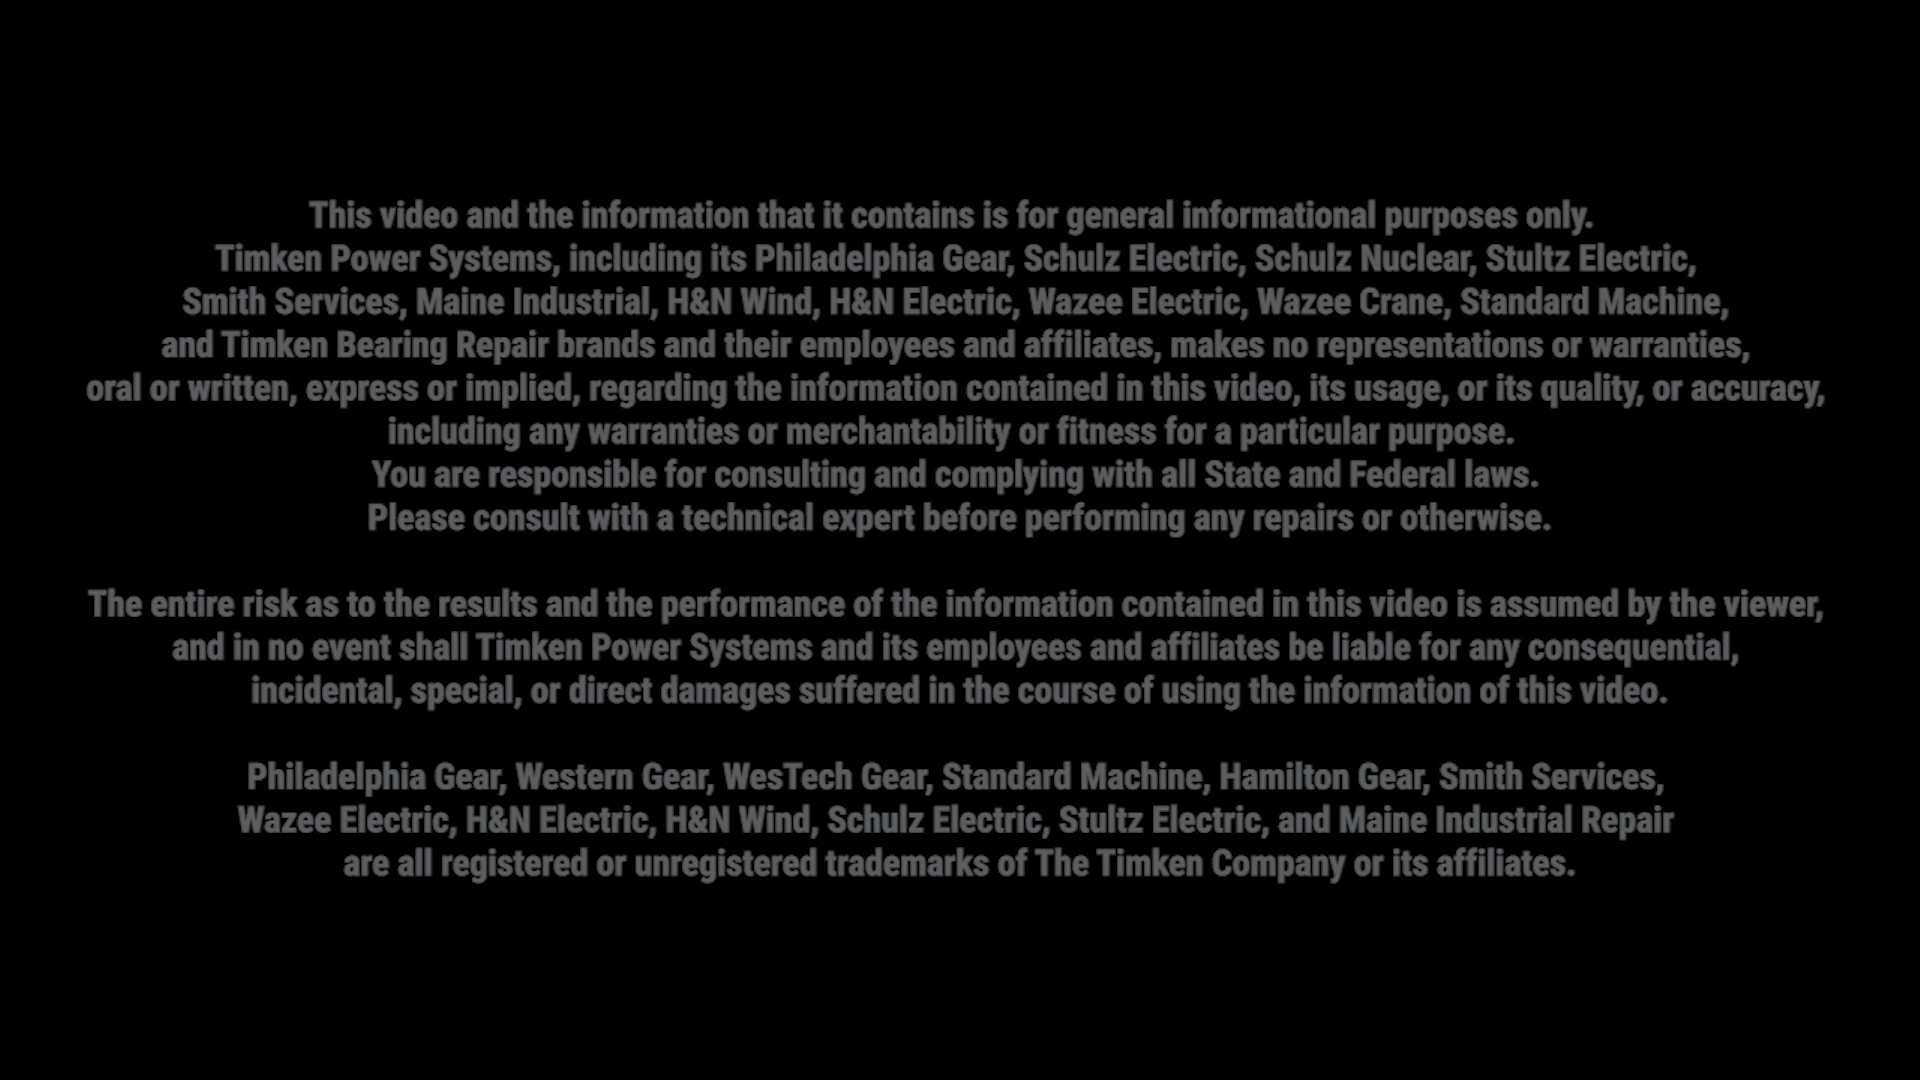 This video and the information that it contains is for general informational purposes only.
Timken Power Systems, including its Philadelphia Gear, Schulz Electric, Schulz Nuclear, Stultz Electric,
Smith Services, Maine Industrial, H&N Wind, H&N Electric, Wazee Electric, Wazee Crane, Standard Machine,
and Timken Bearing Repair brands and their employees and affiliates, makes no representations or warranties,
oral or written, express or implied, regarding the information contained in this video, its usage, or its quality, or accuracy,
including any warranties or merchantability or fitness for a particular purpose.
You are responsible for consulting and complying with all State and Federal laws.
Please consult with a technical expert before performing any repairs or otherwise.
The entire risk as to the results and the performance of the information contained in this video is assumed by the viewer,
and in no event shall Timken Power Systems and its employees and affiliates be liable for any consequential,
incidental, special, or direct damages suffered in the course of using the information of this video.
Philadelphia Gear, Western Gear, WesTech Gear, Standard Machine, Hamilton Gear, Smith Services,
Wazee Electric, H&N Electric, H&N Wind, Schulz Electric, Stultz Electric, and Maine Industrial Repair
are all registered or unregistered trademarks of The Timken Company or its affiliates.